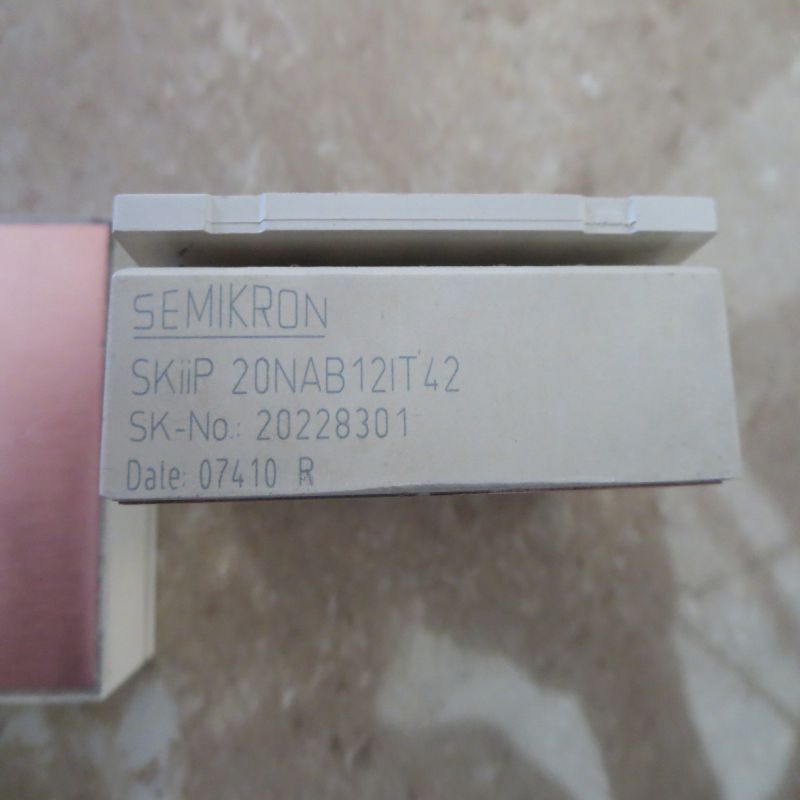 SEMIKRON
SKiiP 20NAB12IT42
SK-No.: 20228301
Date: 07410 R